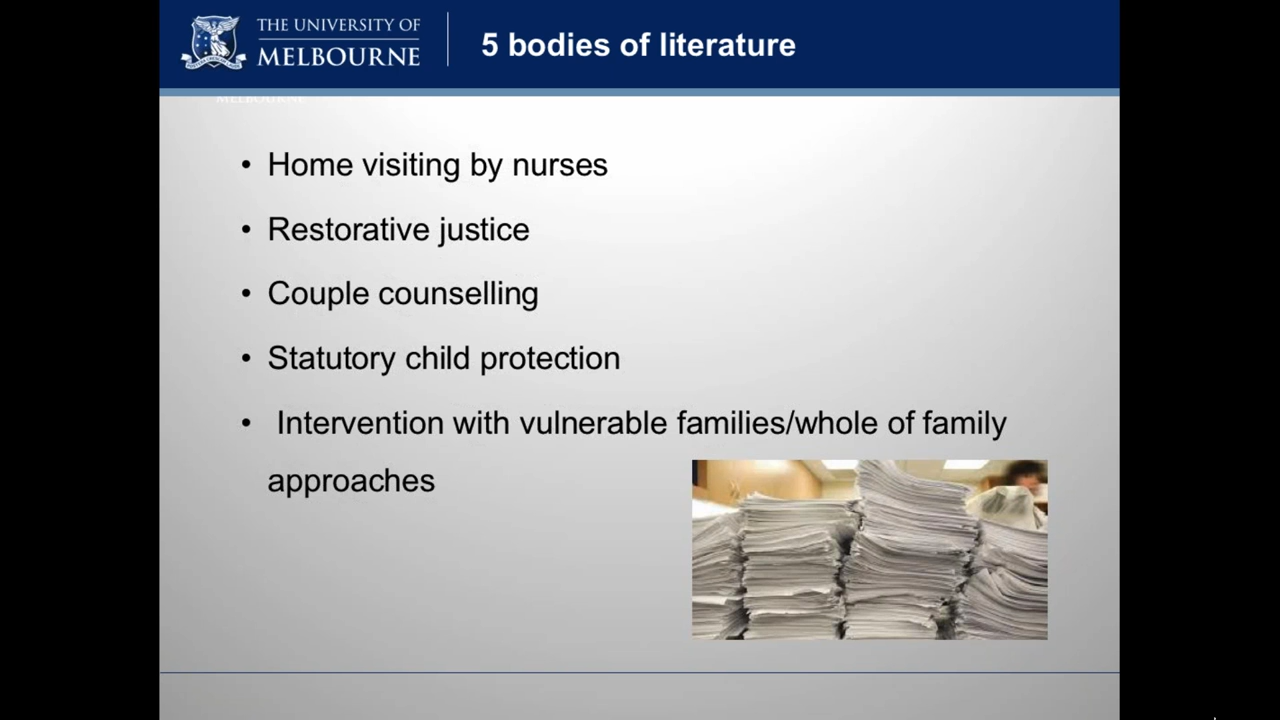 THE UNIVERSITY OF
MELBOURNE
5 bodies of literature
MELBOURNE
• Home visiting by nurses
• Restorative justice
• Couple counselling
• Statutory child protection
• Intervention with vulnerable families/whole of family
approaches